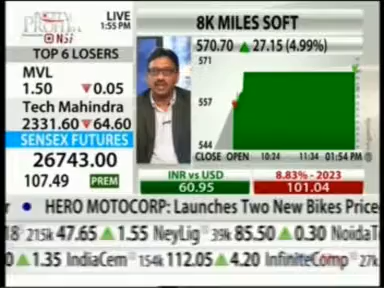 PROFIT
NSE
LIVE
1:55 PM
TOP 6 LOSERS
MVL
1.50 ▼0.05
Tech Mahindra
2331.60 ▼64.60
SENSEX FUTURES
26743.00
107.49 PREM
8K MILES SOFT
570.70 ▲ 27.15 (4.99%)
571
557
544
CLOSE OPEN 10:24 11:34 01:54 PM
INR vs USD
60.95
8.83% - 2023
101.04
r • HERO MOTOCORP: Launches Two New Bikes Price
18 215k 47.65 ▲ 1.55 NeyLig 39k 85.50 ▲ 0.30 NoidaT
0 ▲ 1.35 IndiaCem 154k 112.05 ▲ 4.20 InfiniteComp 27k